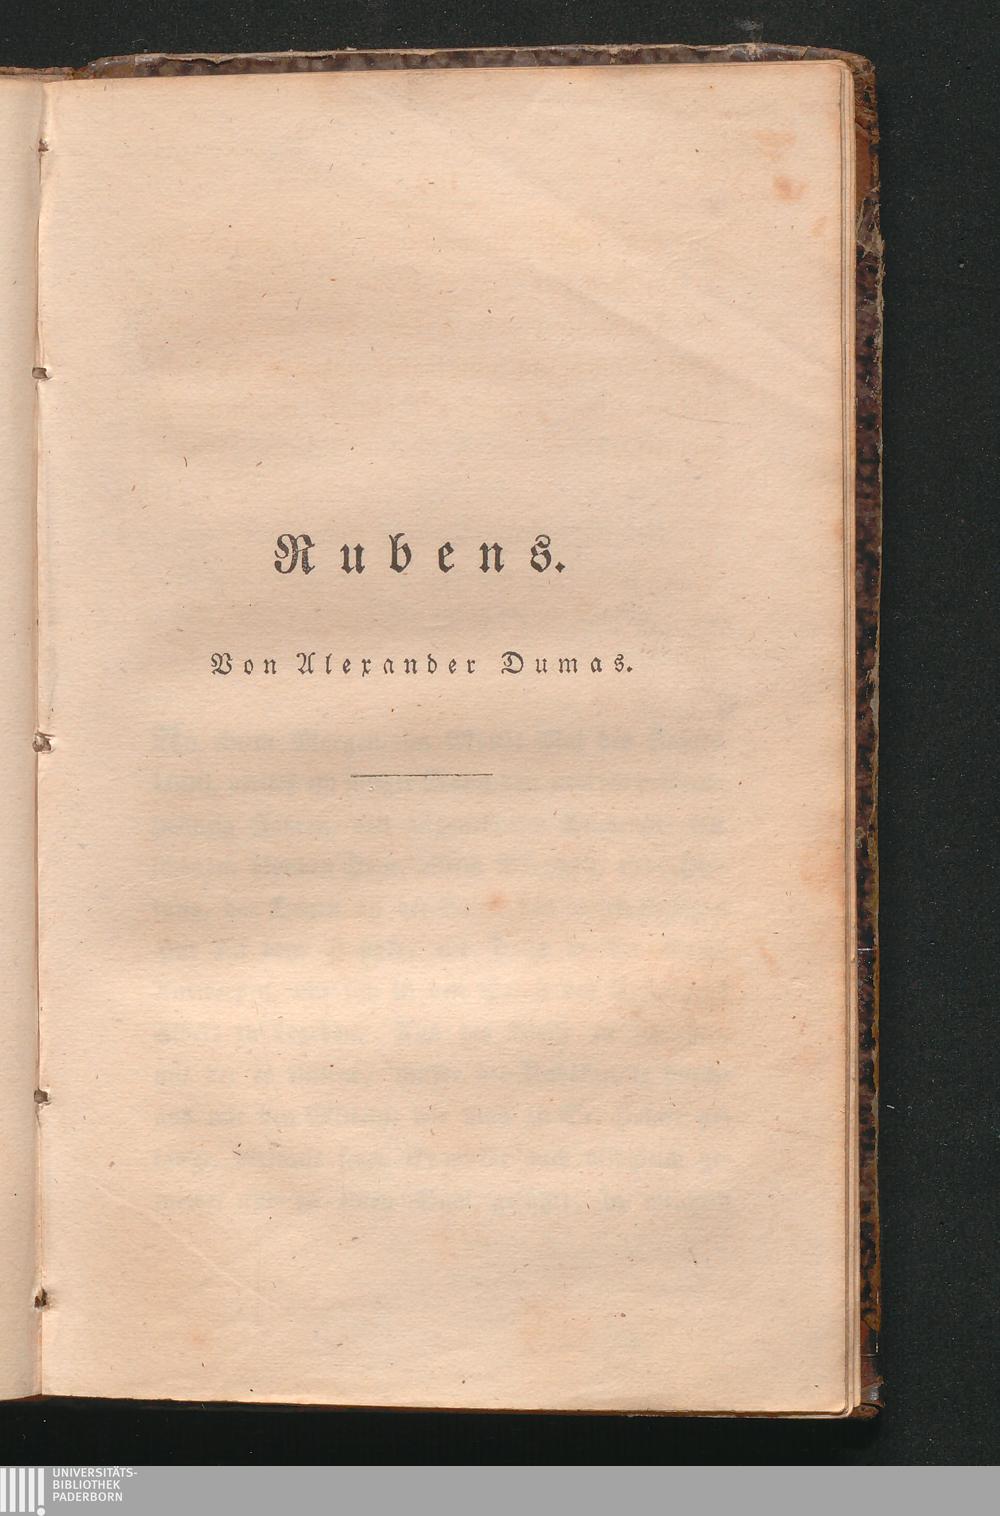 Rubens.
Von Alexander Dumas.
UNIVERSITÄTS-
BIBLIOTHEK
PADERBORN